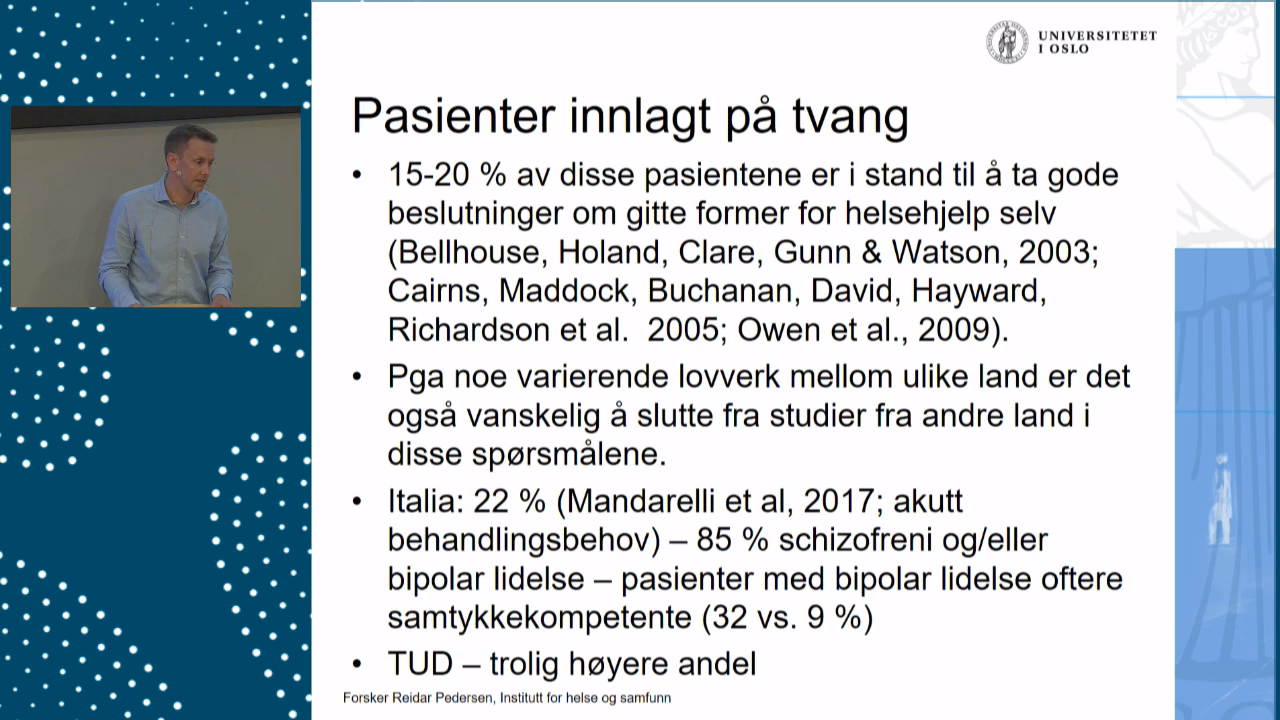 UNIVERSITETET
I OSLO
Pasienter innlagt på tvang
• 15-20 % av disse pasientene er i stand til å ta gode
beslutninger om gitte former for helsehjelp selv
(Bellhouse, Holand, Clare, Gunn & Watson, 2003;
Cairns, Maddock, Buchanan, David, Hayward,
Richardson et al.  2005; Owen et al., 2009).
• Pga noe varierende lovverk mellom ulike land er det
også vanskelig å slutte fra studier fra andre land i
disse spørsmålene.
• Italia: 22 % (Mandarelli et al, 2017; akutt
behandlingsbehov) – 85 % schizofreni og/eller
bipolar lidelse – pasienter med bipolar lidelse oftere
samtykkekompetente (32 vs. 9 %)
• TUD – trolig høyere andel
Forsker Reidar Pedersen, Institutt for helse og samfunn